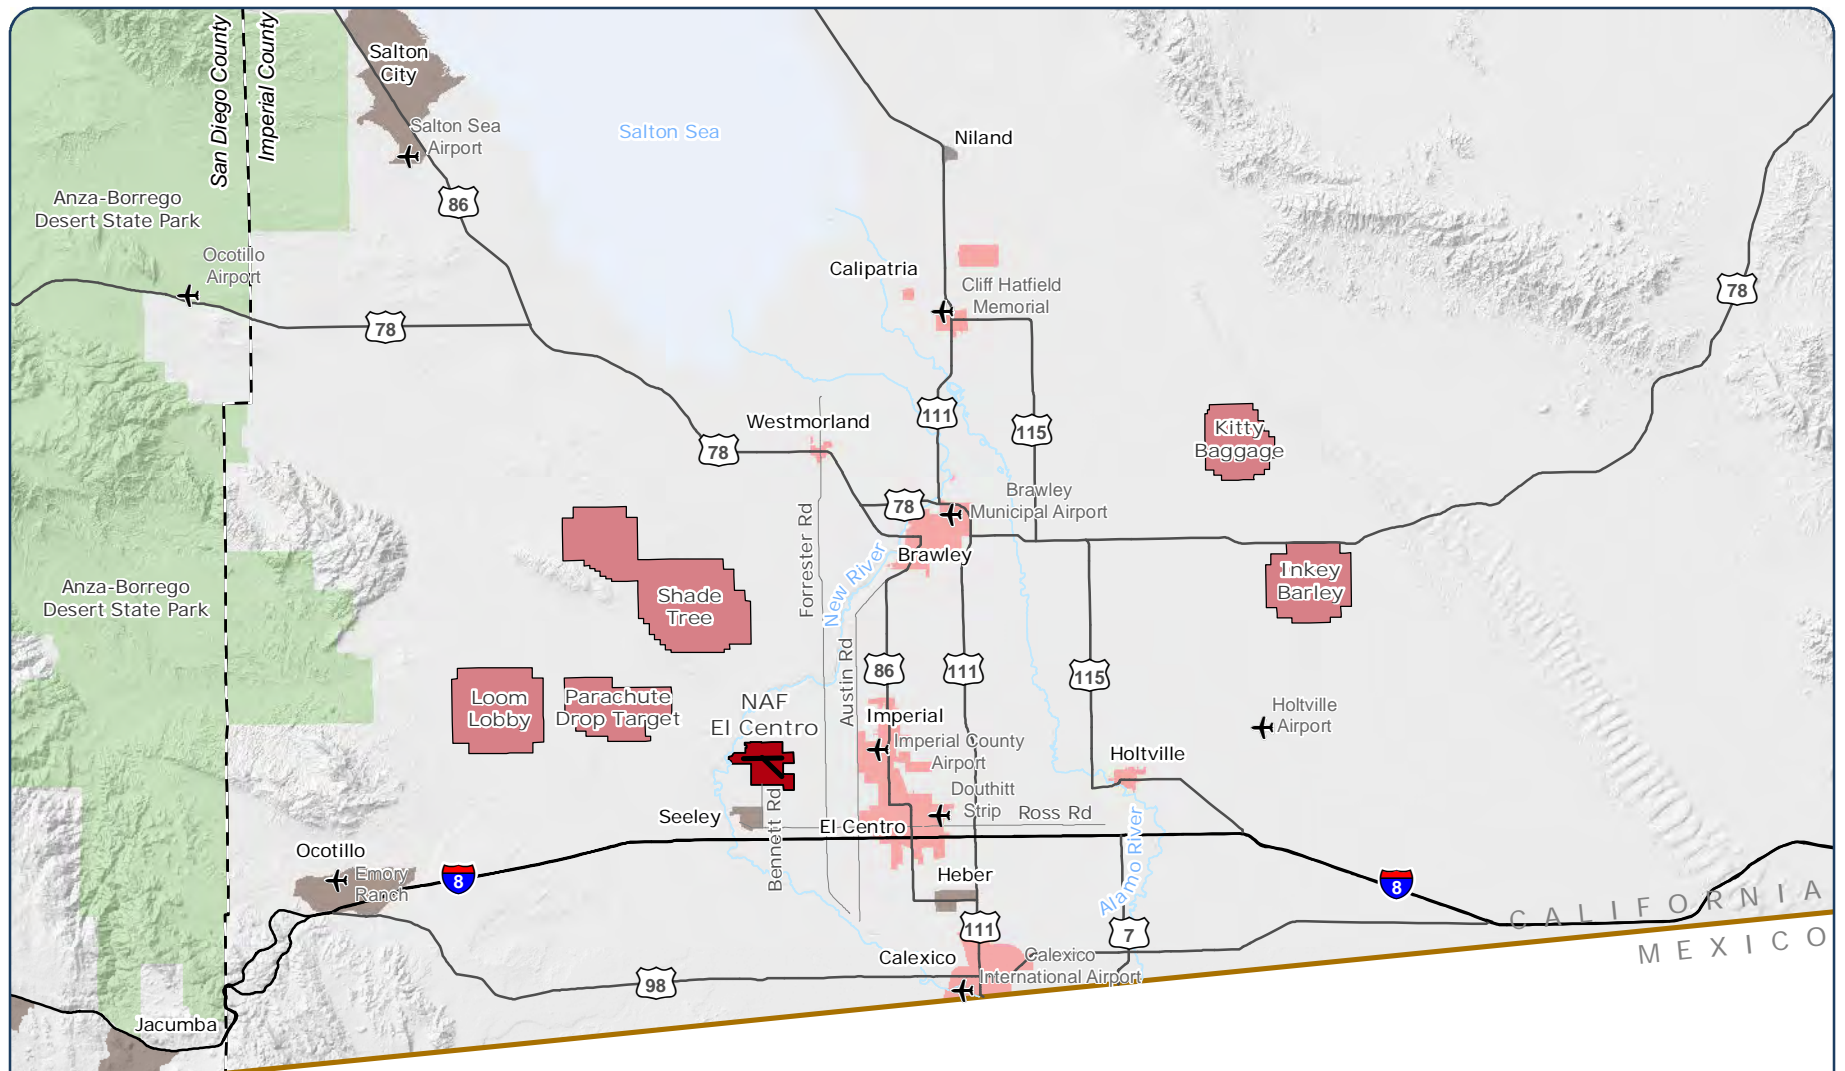 San Diego County
Imperial County
Salton
City
Salton Sea
Airport
Salton Sea
Niland
86
Anza-Borrego
Desert State Park
Ocotillo
Airport
78
Calipatria
Cliff Hatfield
Memorial
78
111
115
Westmorland
78
Kitty
Baggage
78
Brawley
Municipal Airport
Brawley
Forrester Rd
New River
Inkey
Barley
Anza-Borrego
Desert State Park
Shade
Tree
Austin Rd
86
111
115
Loom
Lobby
Parachute
Drop Target
NAF
El Centro
Imperial
Imperial County
Airport
Holtville
Airport
Holtville
Douthitt
Strip
Ross Rd
Seeley
Bennett Rd
El Centro
Ocotillo
Emory
Ranch
8
Heber
Alamo River
8
CALIFORNIA
MEXICO
111
7
Calexico
Calexico
International Airport
98
Jacumba